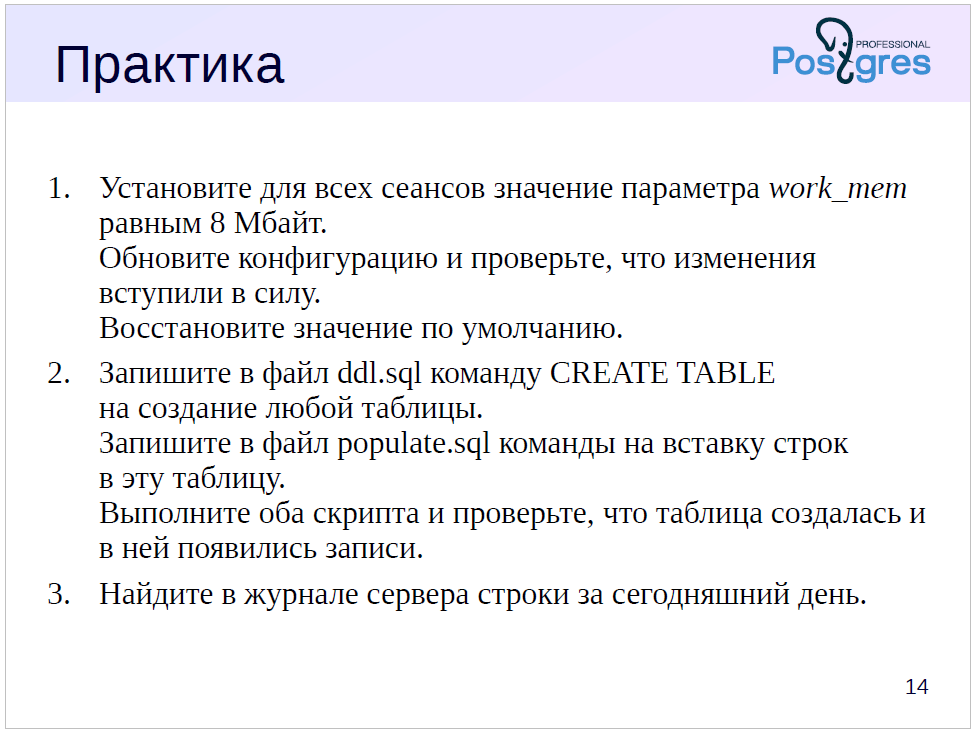 Практика
PROFESSIONAL
Postgres
1. Установите для всех сеансов значение параметра work_mem
равным 8 Мбайт.
Обновите конфигурацию и проверьте, что изменения
вступили в силу.
Восстановите значение по умолчанию.
2. Запишите в файл ddl.sql команду CREATE TABLE
на создание любой таблицы.
Запишите в файл populate.sql команды на вставку строк
в эту таблицу.
Выполните оба скрипта и проверьте, что таблица создалась и
в ней появились записи.
3. Найдите в журнале сервера строки за сегодняшний день.
14